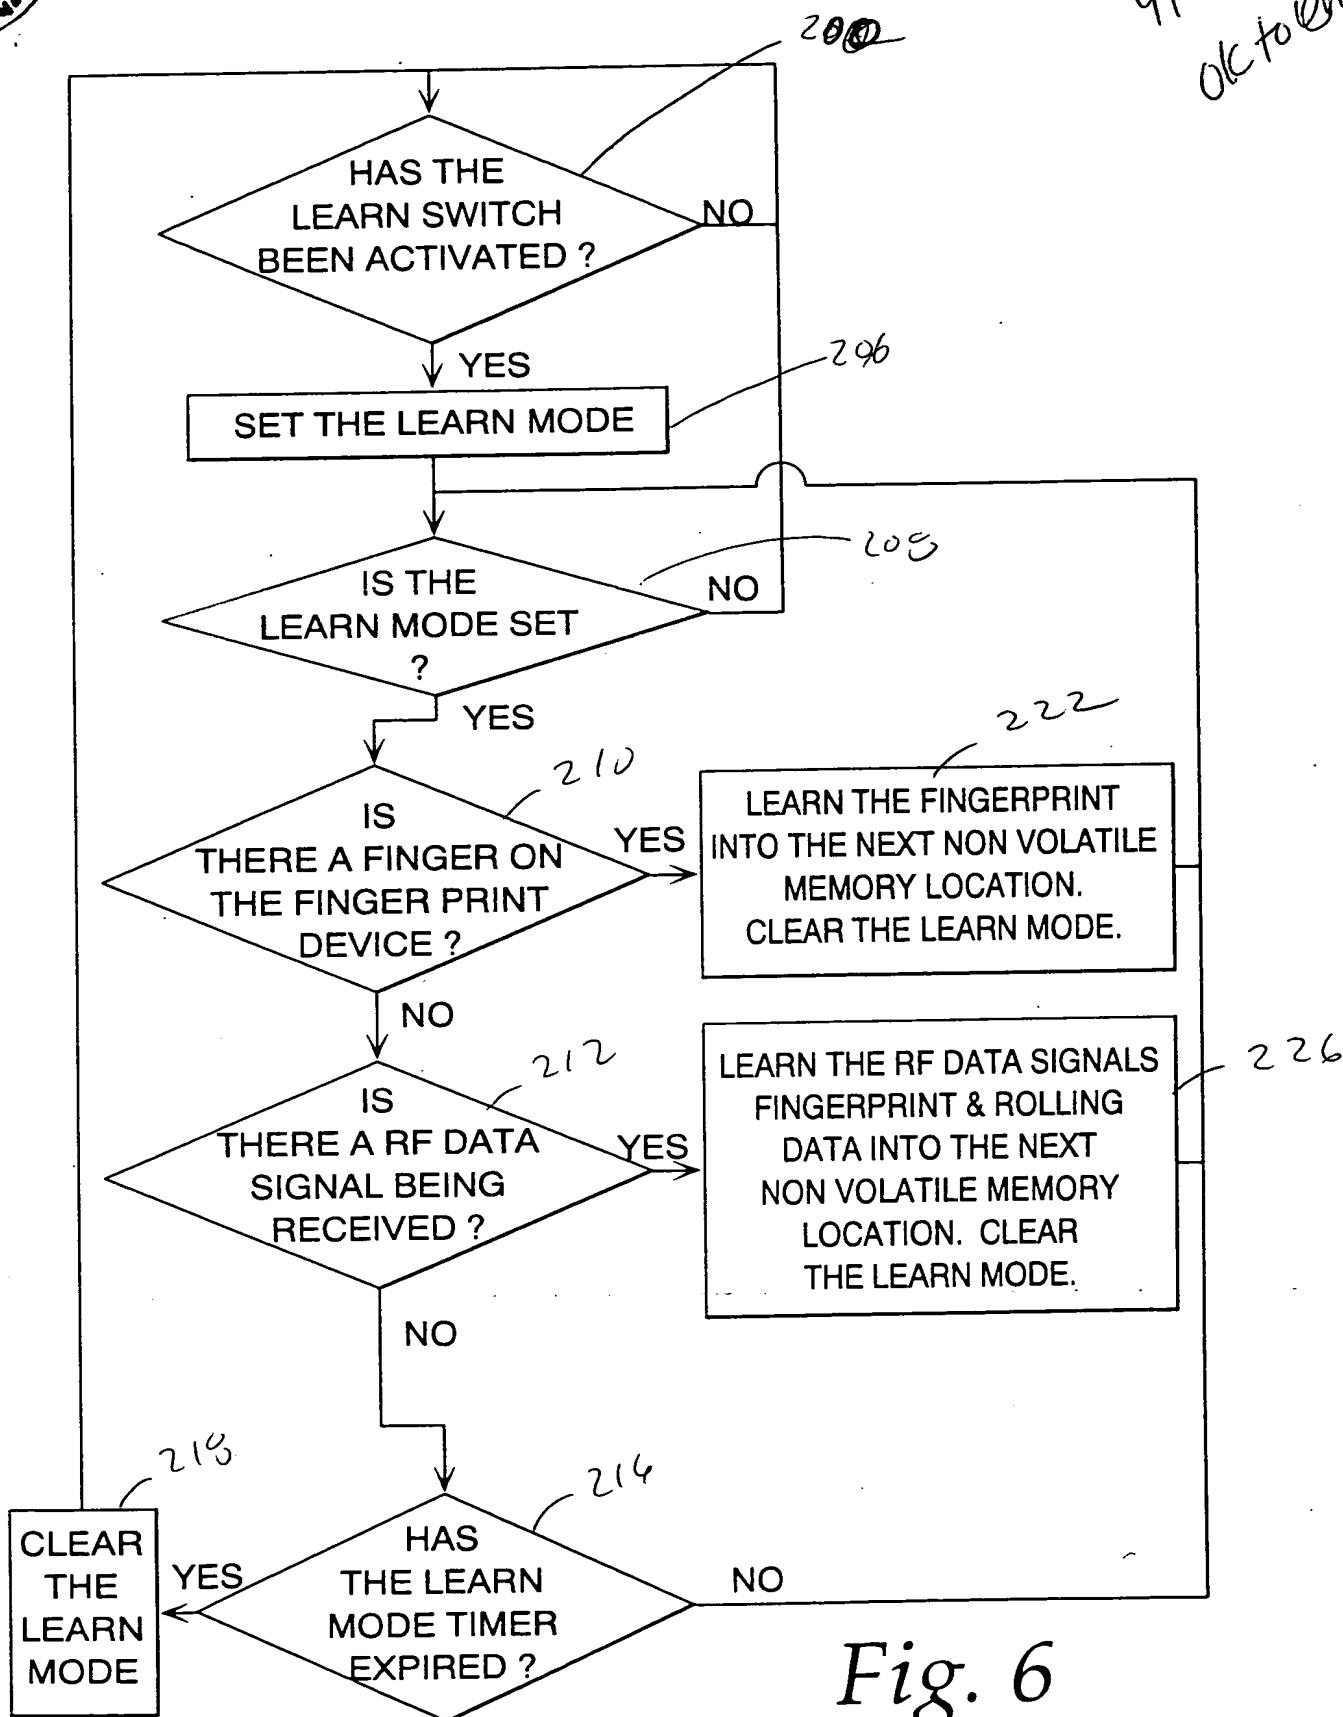 OK to
HAS THE
LEARN SWITCH
BEEN ACTIVATED ?
NO
YES
206
SET THE LEARN MODE
208
IS THE
LEARN MODE SET
?
NO
YES
210
IS
THERE A FINGER ON
THE FINGER PRINT
DEVICE ?
YES
222
LEARN THE FINGERPRINT
INTO THE NEXT NON VOLATILE
MEMORY LOCATION.
CLEAR THE LEARN MODE.
NO
212
IS
THERE A RF DATA
SIGNAL BEING
RECEIVED ?
YES
226
LEARN THE RF DATA SIGNALS
FINGERPRINT & ROLLING
DATA INTO THE NEXT
NON VOLATILE MEMORY
LOCATION. CLEAR
THE LEARN MODE.
NO
218
CLEAR
THE
LEARN
MODE
YES
216
HAS
THE LEARN
MODE TIMER
EXPIRED ?
NO
Fig. 6